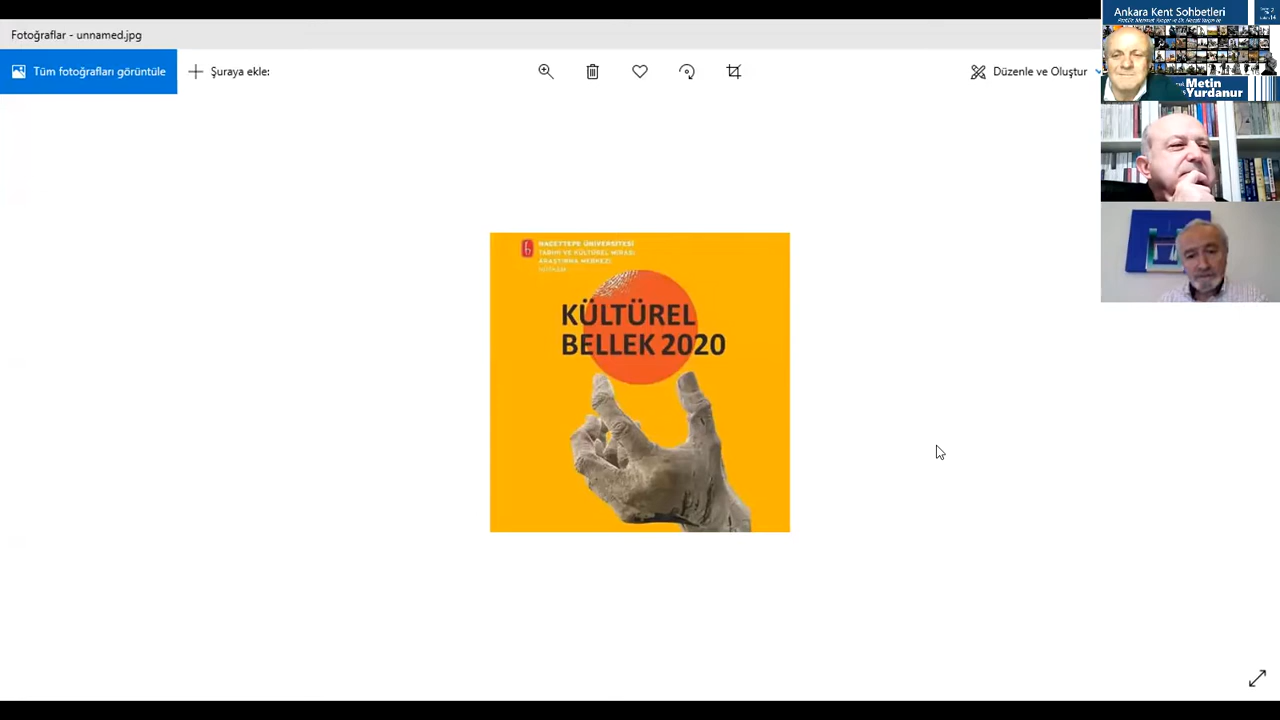 Fotoğraflar - unnamed.jpg
Tüm fotoğrafları görüntüle
Şuraya ekle:
Düzenle ve Oluştur
Ankara Kent Sohbetleri
Metin
Yurdanur
HACETTEPE ÜNİVERSİTESİ
TARİHİ VE KÜLTÜREL MİRASI
ARAŞTIRMA MERKEZİ
KÜLTÜREL
BELLEK 2020